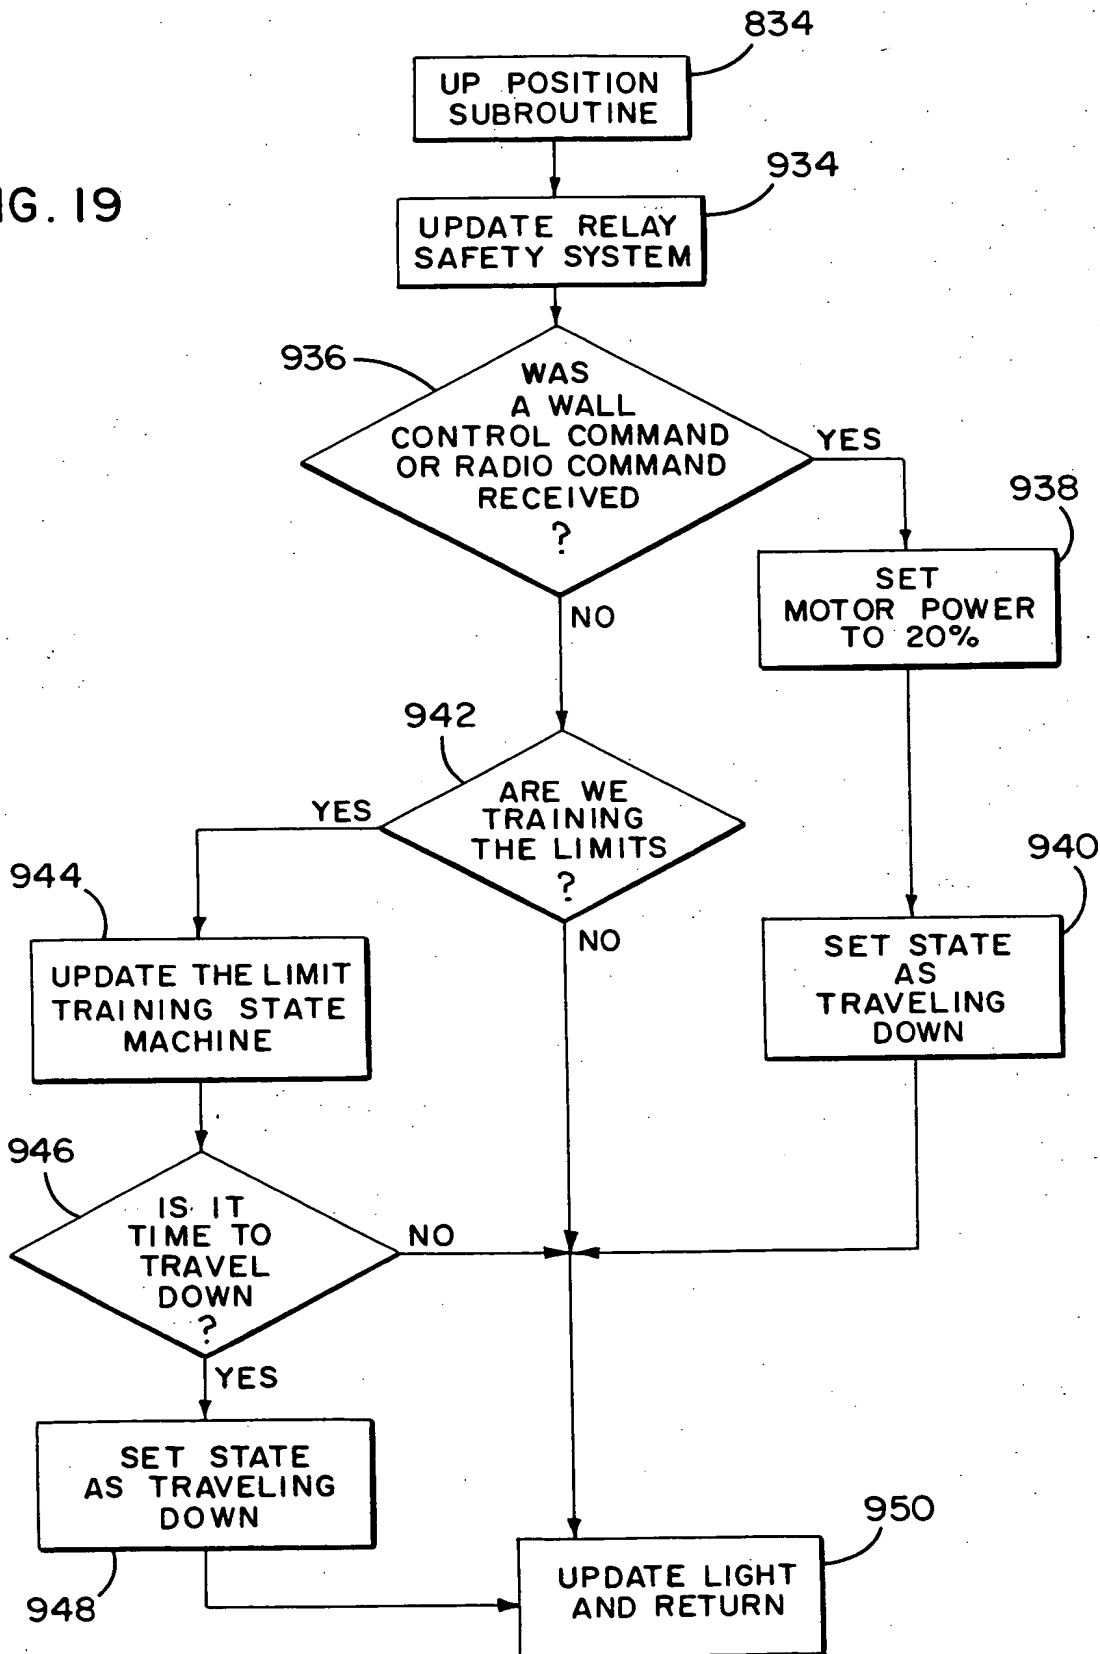 834
UP POSITION
SUBROUTINE
934
IG. 19
UPDATE RELAY
SAFETY SYSTEM
936
WAS
A WALL
CONTROL COMMAND
OR RADIO COMMAND
RECEIVED
?
YES
938
SET
MOTOR POWER
TO 20%
NO
942
ARE WE
TRAINING
THE LIMITS
?
YES
940
SET STATE
AS
TRAVELING
DOWN
944
UPDATE THE LIMIT
TRAINING STATE
MACHINE
NO
946
IS IT
TIME TO
TRAVEL
DOWN
?
NO
YES
SET STATE
AS TRAVELING
DOWN
948
950
UPDATE LIGHT
AND RETURN